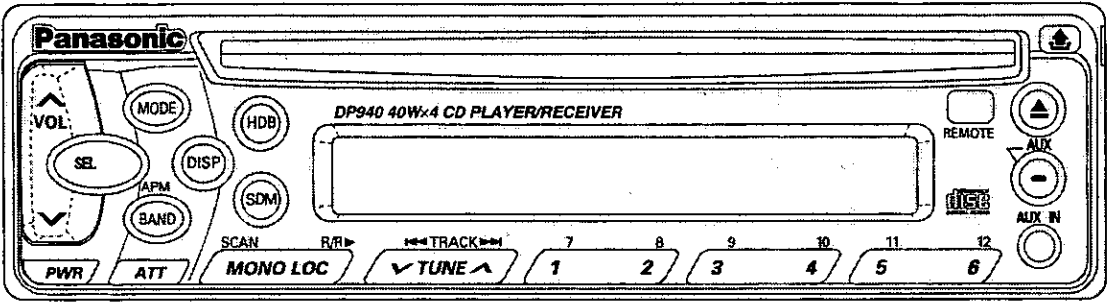 Panasonic
VOL
MODE
HDB
DP940 40W×4 CD PLAYER/RECEIVER
REMOTE
AUX
SEL
DISP
APM
BAND
SDM
disc
AUX IN
SCAN R/R▶ |◀◀TRACK▶▶| 7 8 9 10 11 12
PWR ATT MONO LOC TUNE 1 2 3 4 5 6